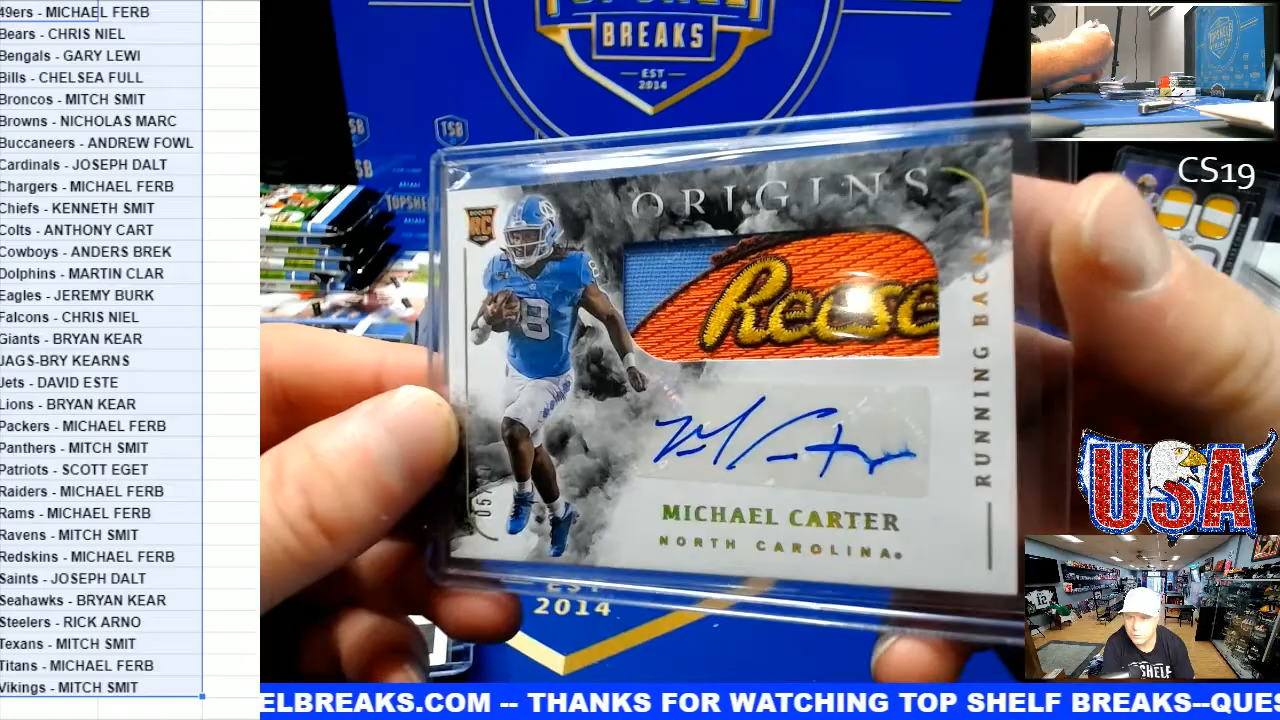 49ers - MICHAEL FERB
Bears - CHRIS NIEL
Bengals - GARY LEWI
Bills - CHELSEA FULL
Broncos - MITCH SMIT
Browns - NICHOLAS MARC
Buccaneers - ANDREW FOWL
Cardinals - JOSEPH DALT
Chargers - MICHAEL FERB
Chiefs - KENNETH SMIT
Colts - ANTHONY CART
Cowboys - ANDERS BREK
Dolphins - MARTIN CLAR
Eagles - JEREMY BURK
Falcons - CHRIS NIEL
Giants - BRYAN KEAR
JAGS-BRY KEARNS
Jets - DAVID ESTE
Lions - BRYAN KEAR
Packers - MICHAEL FERB
Panthers - MITCH SMIT
Patriots - SCOTT EGET
Raiders - MICHAEL FERB
Rams - MICHAEL FERB
Ravens - MITCH SMIT
Redskins - MICHAEL FERB
Saints - JOSEPH DALT
Seahawks - BRYAN KEAR
Steelers - RICK ARNO
Texans - MITCH SMIT
Titans - MICHAEL FERB
Vikings - MITCH SMIT
BREAKS
EST
2014
TSB
ORIGINS
RC
8
Reese
RUNNING BACK
MICHAEL CARTER
NORTH CAROLINA
2014
CS19
USA
ELBREAKS.COM -- THANKS FOR WATCHING TOP SHELF BREAKS--QUES